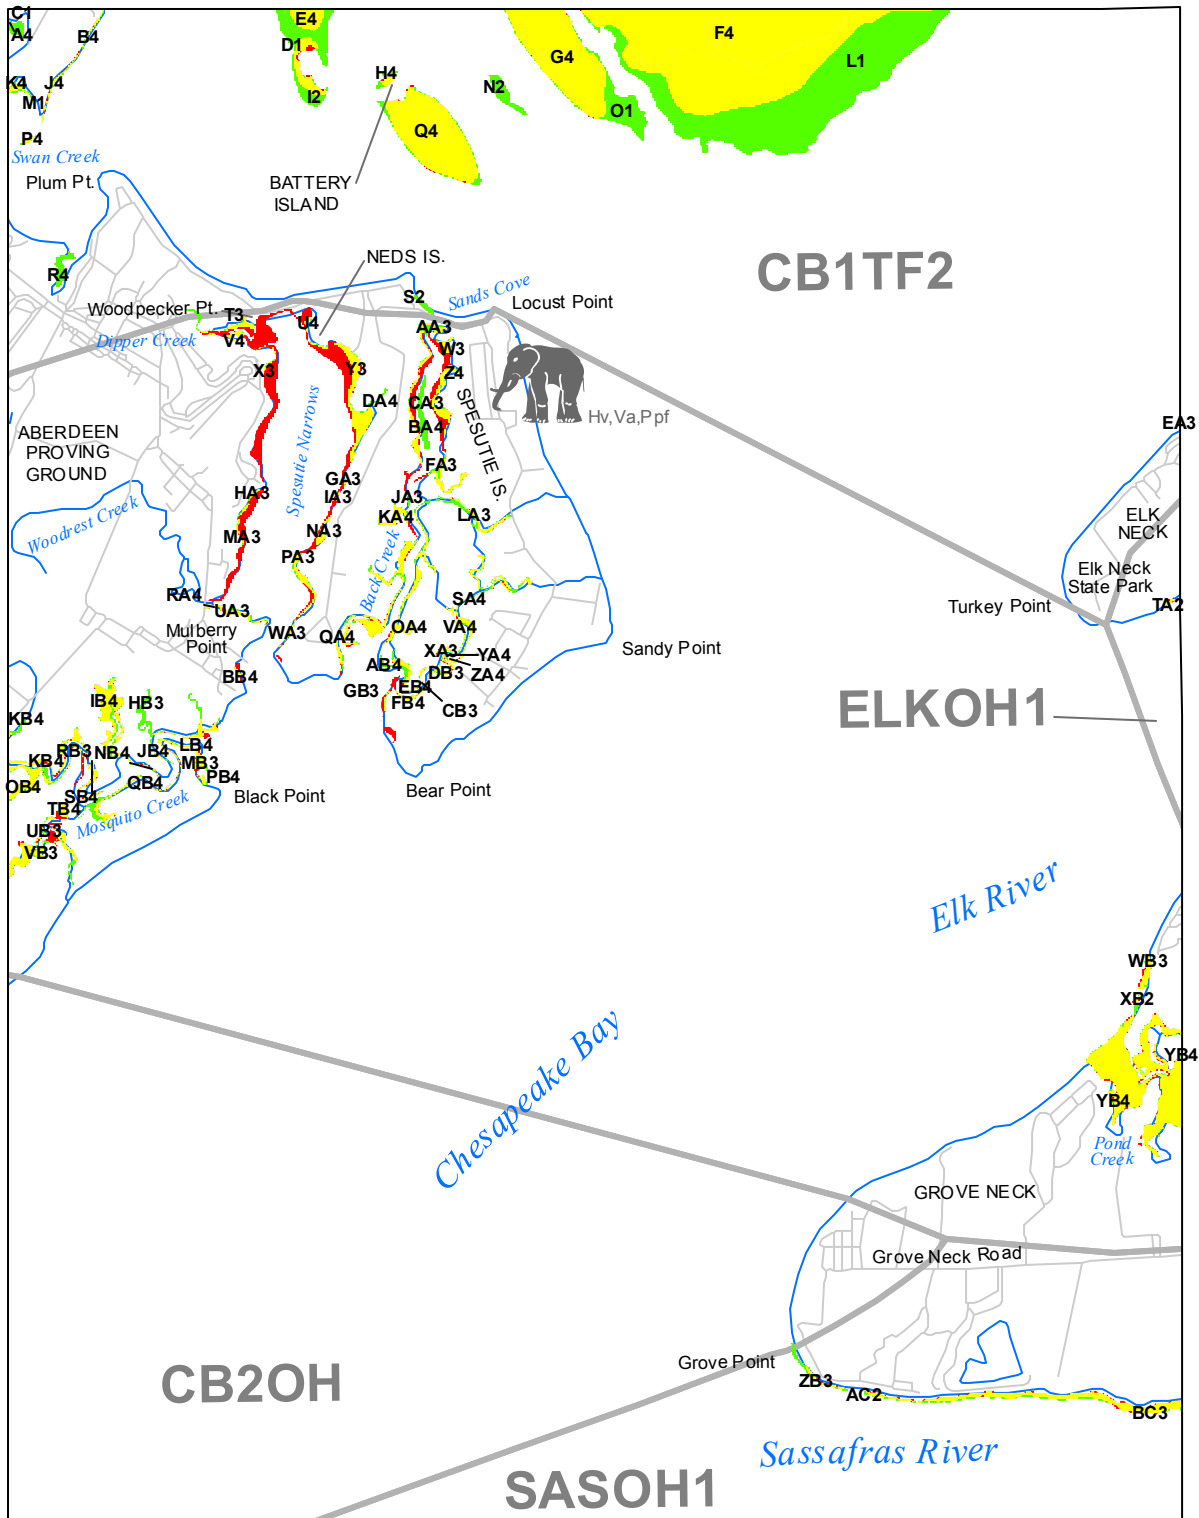 C1
A4
B4
E4
F4
D1
G4
L1
K4
J4
H4
N2
M1
I2
O1
P4
Q4
Swan Creek
Plum Pt.
BATTERY
ISLAND
NEDS IS.
R4
S2
Sands Cove
Locust Point
CB1TF2
Woodpecker Pt.
T3
U4
AA3
Dipper Creek
V4
W3
X3
Y3
Z4
DA4
CA3
SPESUTIE IS.
Hv,Va,Ppf
BA4
EA3
ABERDEEN
PROVING
GROUND
Spesutie Narrows
FA3
GA3
HA3
IA3
JA3
KA4
LA3
ELK
NECK
Woodrest Creek
MA3
NA3
PA3
Back Creek
Elk Neck
State Park
RA4
UA3
SA4
Turkey Point
TA2
Mulberry
Point
WA3
QA4
OA4
VA4
Sandy Point
XA3
YA4
AB4
DB3
ZA4
BB4
GB3
EB4
FB4
CB3
ELKOH1
IB4
HB3
KB4
RB3
NB4
JB4
LB4
KB4
MB3
OB4
QB4
PB4
SB4
Black Point
Bear Point
TB4
Mosquito Creek
UB3
VB3
Elk River
WB3
XB2
Chesapeake Bay
YB4
YB4
Pond
Creek
GROVE NECK
Grove Neck Road
Grove Point
CB2OH
ZB3
AC2
BC3
Sassafras River
SASOH1